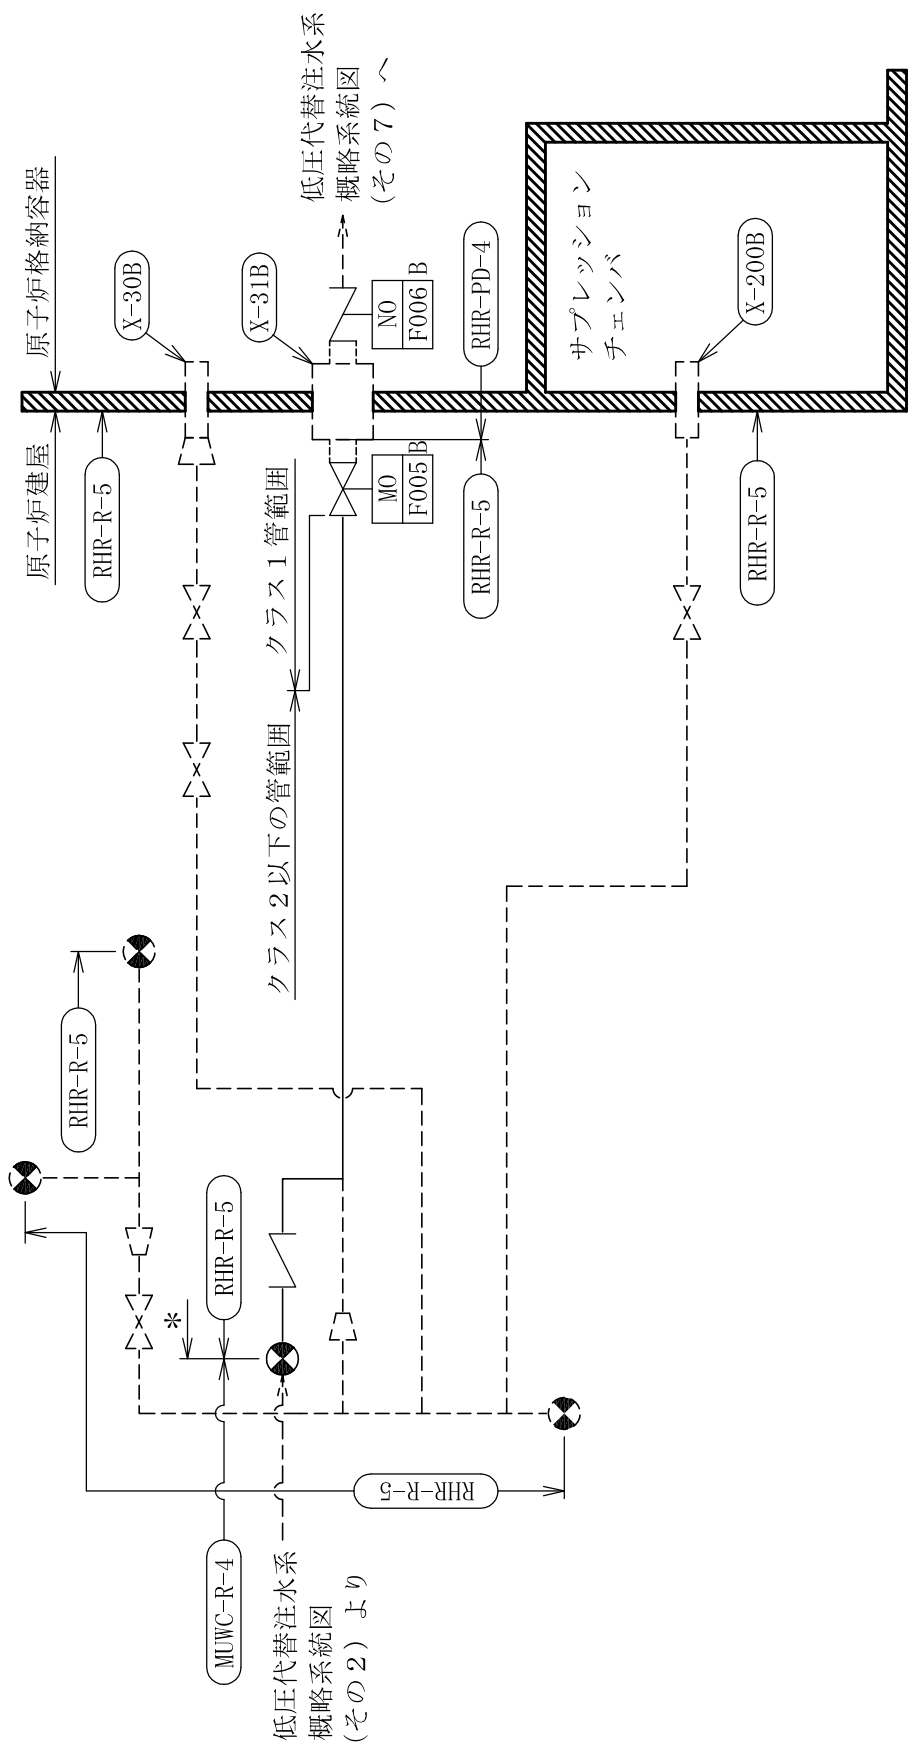 原子炉建屋
原子炉格納容器
RHR-R-5
X-30B
RHR-R-5
X-31B
低圧代替注水系
概略系統図
(その7) へ
クラス2以下の管範囲
クラス1管範囲
MO
F005
B
NO
F006
B
RHR-R-5
RHR-PD-4
サプレッション
チェンバ
X-200B
RHR-R-5
*
RHR-R-5
MUWC-R-4
RHR-R-5
低圧代替注水系
概略系統図
(その2) より